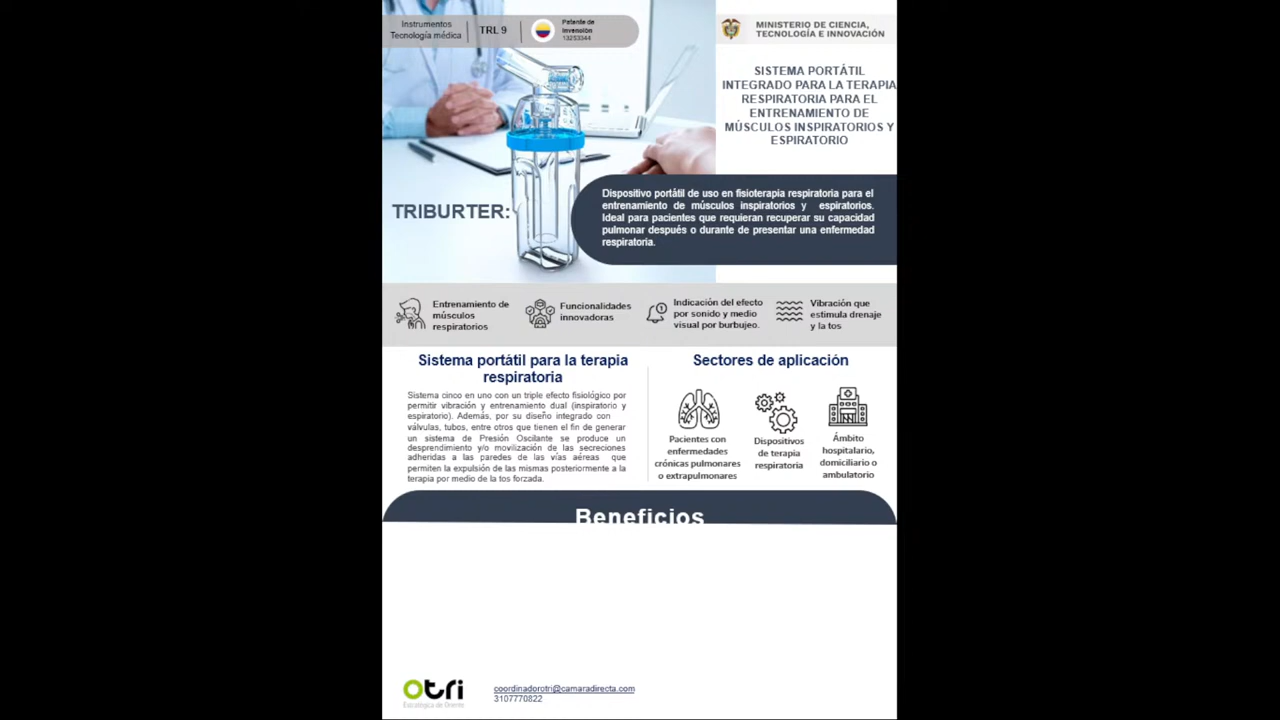 Instrumentos
Tecnología médica
TRL 9
Patente de
invención
13253344
MINISTERIO DE CIENCIA,
TECNOLOGÍA E INNOVACIÓN
SISTEMA PORTÁTIL
INTEGRADO PARA LA TERAPIA
RESPIRATORIA PARA EL
ENTRENAMIENTO DE
MÚSCULOS INSPIRATORIOS Y
ESPIRATORIO
TRIBURTER:
Dispositivo portátil de uso en fisioterapia respiratoria para el
entrenamiento de músculos inspiratorios y espiratorios.
Ideal para pacientes que requieran recuperar su capacidad
pulmonar después o durante de presentar una enfermedad
respiratoria.
Entrenamiento de
músculos
respiratorios
Funcionalidades
innovadoras
Indicación del efecto
por sonido y medio
visual por burbujeo.
Vibración que
estimula drenaje
y la tos
Sistema portátil para la terapia
respiratoria
Sistema cinco en uno con un triple efecto fisiológico por
permitir vibración y entrenamiento dual (inspiratorio y
espiratorio). Además, por su diseño integrado con
válvulas, tubos, entre otros que tienen el fin de generar
un sistema de Presión Oscilante se produce un
desprendimiento y/o movilización de las secreciones
adheridas a las paredes de las vías aéreas que
permiten la expulsión de las mismas posteriormente a la
terapia por medio de la tos forzada.
Sectores de aplicación
Pacientes con
enfermedades
crónicas pulmonares
o extrapulmonares
Dispositivos
de terapia
respiratoria
Ámbito
hospitalario,
domiciliario o
ambulatorio
Beneficios
otri
Estratégica de Oriente
coordinadorotri@camaradirecta.com
3107770822